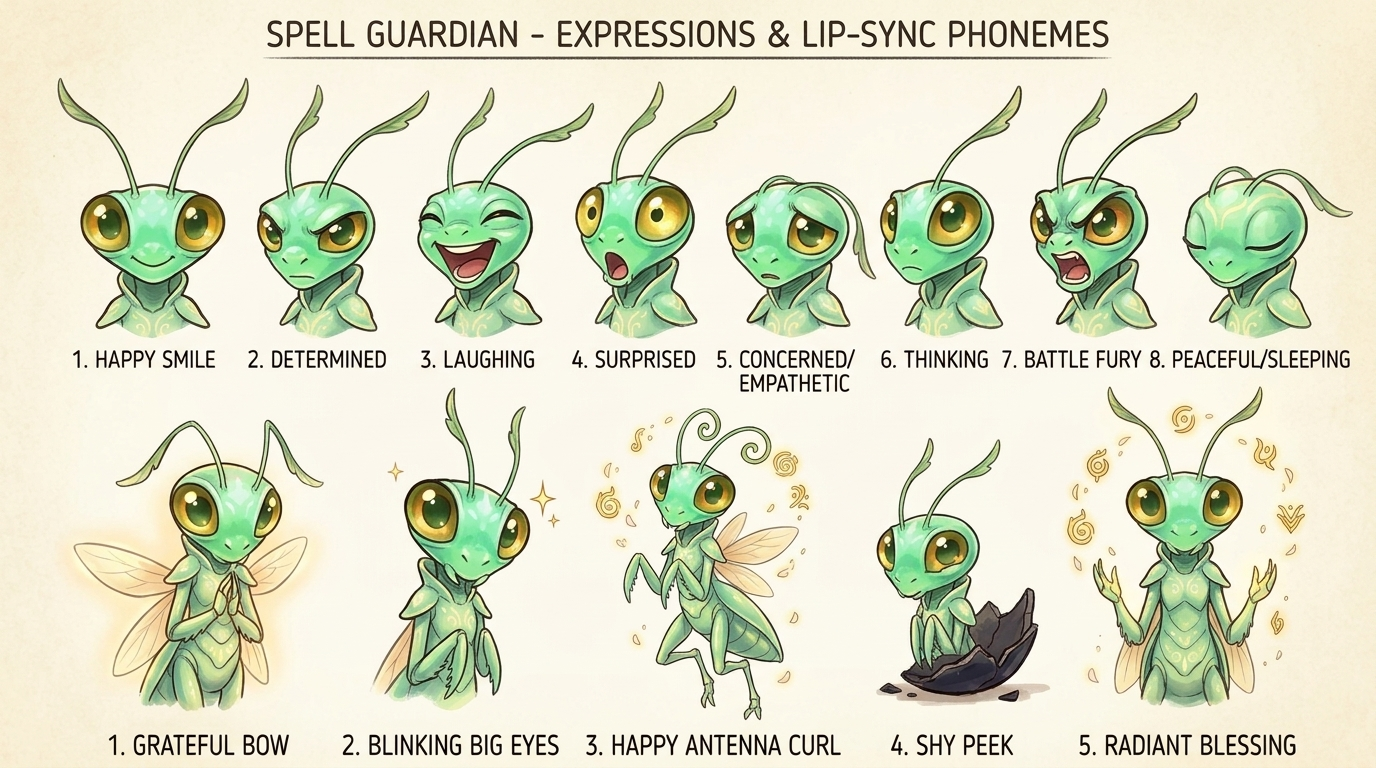 SPELL GUARDIAN - EXPRESSIONS & LIP-SYNC PHONEMES
1. HAPPY SMILE
2. DETERMINED
3. LAUGHING
4. SURPRISED
5. CONCERNED/
EMPATHETIC
6. THINKING
7. BATTLE FURY
8. PEACEFUL/SLEEPING
1. GRATEFUL BOW
2. BLINKING BIG EYES
3. HAPPY ANTENNA CURL
4. SHY PEEK
5. RADIANT BLESSING